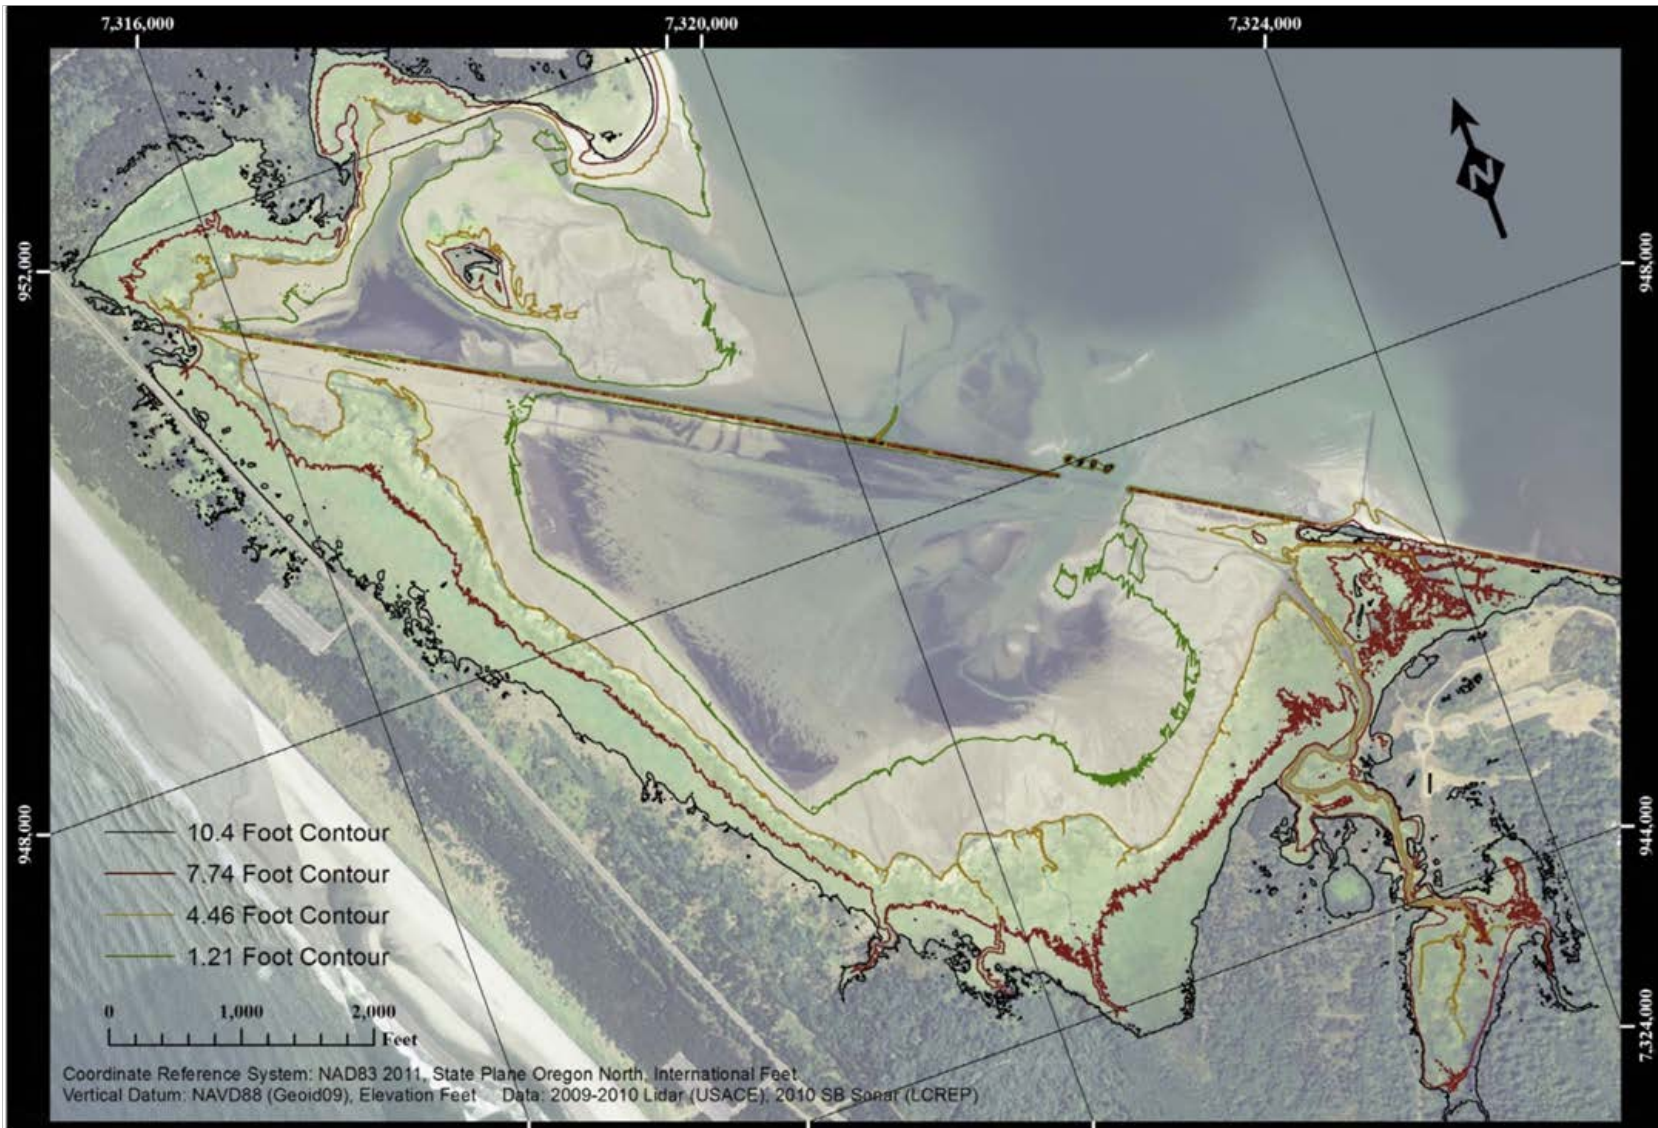 7,316,000
7,320,000
7,324,000
N
952,000
948,000
948,000
944,000
7,324,000
10.4 Foot Contour
7.74 Foot Contour
4.46 Foot Contour
1.21 Foot Contour
0 1,000 2,000
Feet
Coordinate Reference System: NAD83 2011, State Plane Oregon North, International Feet
Vertical Datum: NAVD88 (Geoid09), Elevation Feet Data: 2009-2010 Lidar (USACE), 2010 SB Sonar (LCREP)